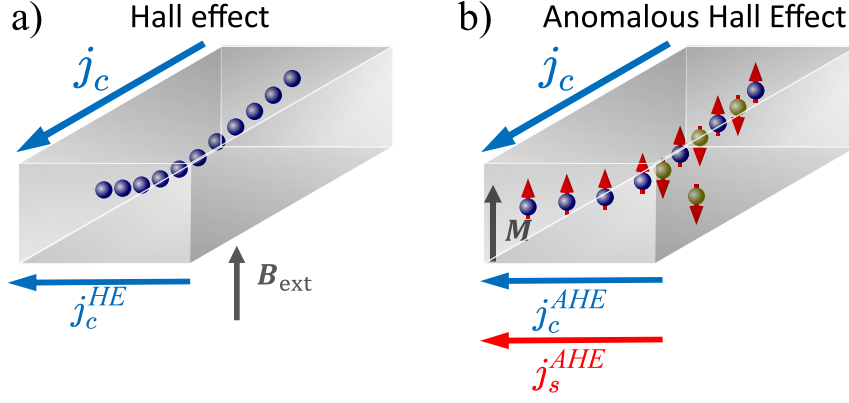 a) Hall effect
j_c
B_ext
j_c^{HE}
b) Anomalous Hall Effect
j_c
M
j_c^{AHE}
j_s^{AHE}